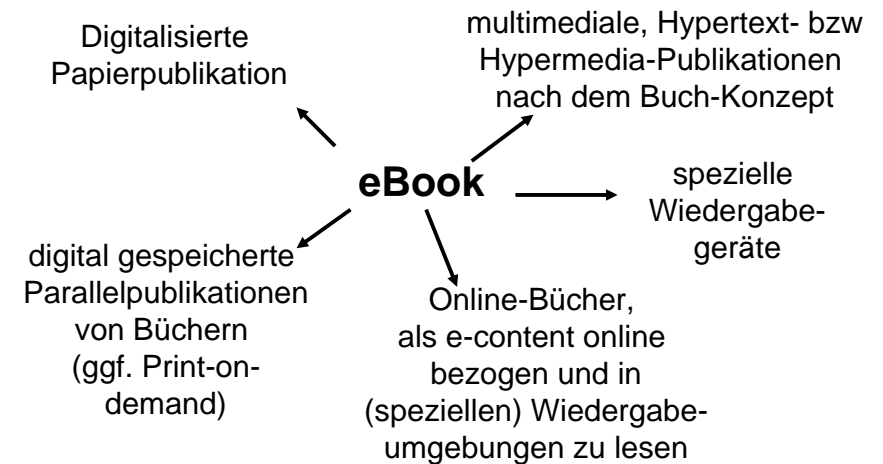 Digitalisierte
Papierpublikation
multimediale, Hypertext- bzw
Hypermedia-Publikationen
nach dem Buch-Konzept
eBook
spezielle
Wiedergabe-
geräte
digital gespeicherte
Parallelpublikationen
von Büchern
(ggf. Print-on-
demand)
Online-Bücher,
als e-content online
bezogen und in
(speziellen) Wiedergabe-
umgebungen zu lesen